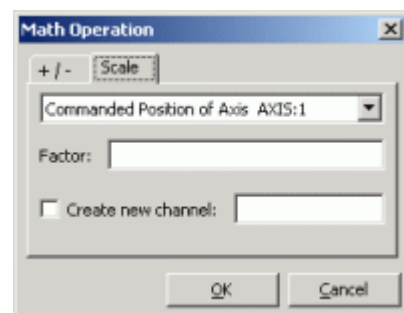 Math Operation
+ / - Scale
Commanded Position of Axis AXIS:1
Factor:
Create new channel:
OK Cancel